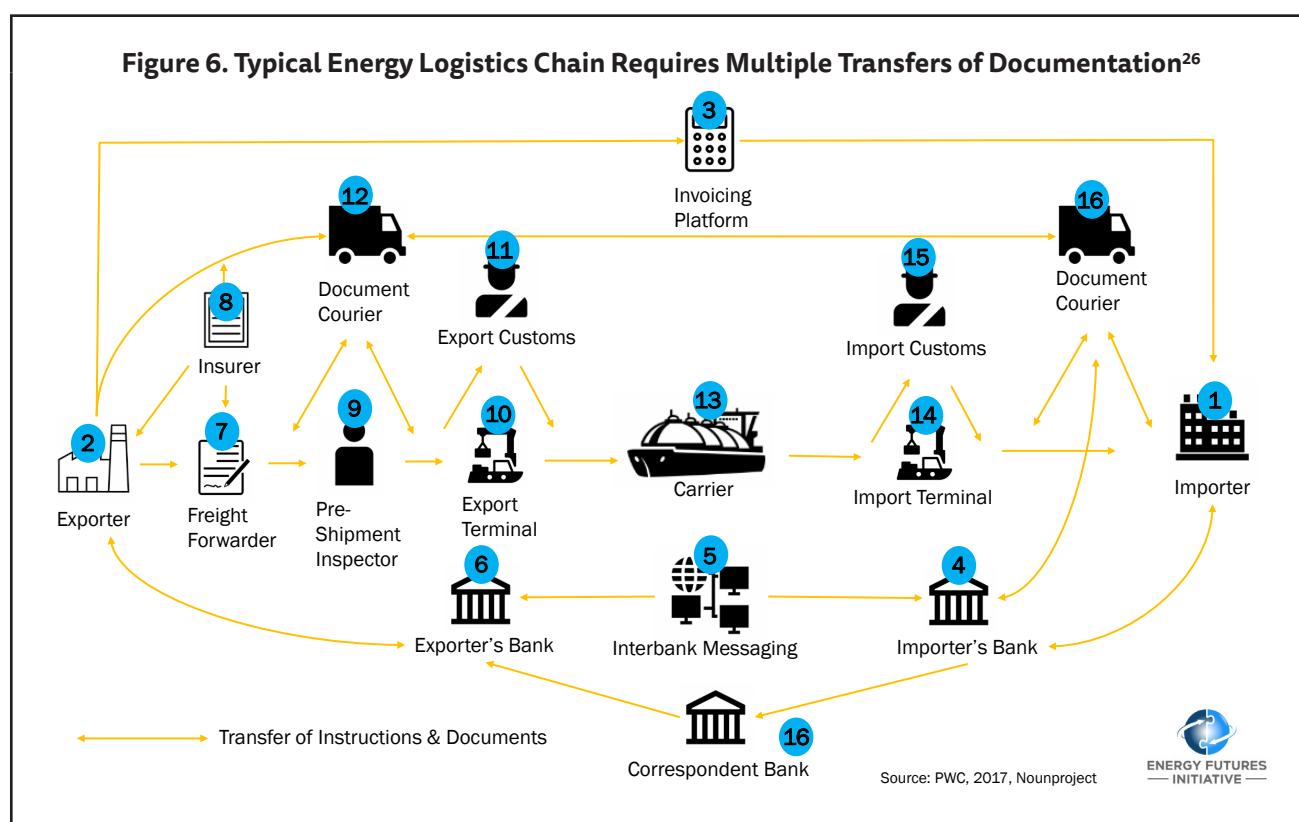 Figure 6. Typical Energy Logistics Chain Requires Multiple Transfers of Documentation26
3
Invoicing
Platform
12
Document
Courier
16
Document
Courier
11
Export Customs
15
Import Customs
8
Insurer
2
Exporter
7
Freight
Forwarder
9
Pre-
Shipment
Inspector
10
Export
Terminal
13
Carrier
14
Import Terminal
1
Importer
6
Exporter's Bank
5
Interbank Messaging
4
Importer's Bank
16
Correspondent Bank
Transfer of Instructions & Documents
Source: PWC, 2017, Nounproject
ENERGY FUTURES
INITIATIVE